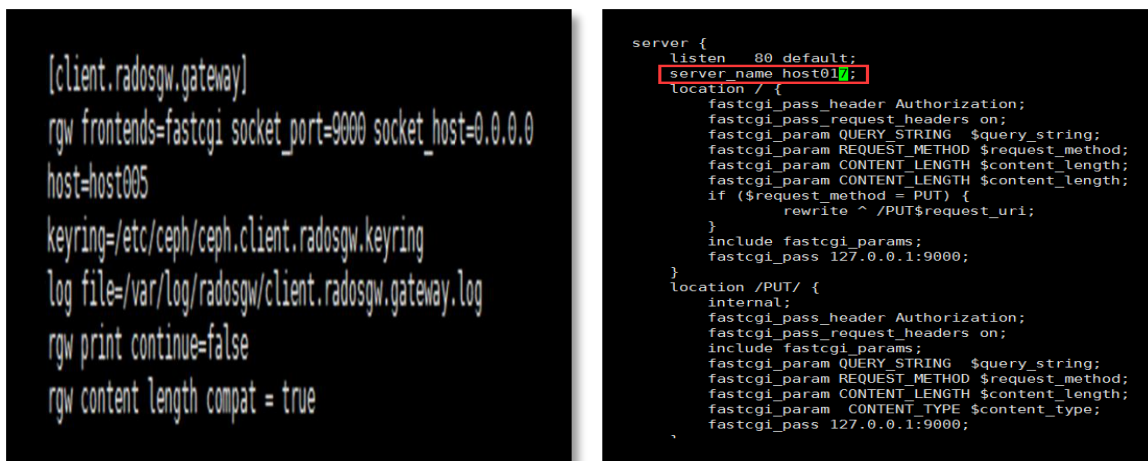 [client.radosgw.gateway]
rgw frontends=fastcgi socket_port=9000 socket_host=0.0.0.0
host=host005
keyring=/etc/ceph/ceph.client.radosgw.keyring
log file=/var/log/radosgw/client.radosgw.gateway.log
rgw print continue=false
rgw content length compat = true
server {
    listen   80 default;
    server_name host017;
    location / {
        fastcgi_pass_header Authorization;
        fastcgi_pass_request_headers on;
        fastcgi_param QUERY_STRING  $query_string;
        fastcgi_param REQUEST_METHOD $request_method;
        fastcgi_param CONTENT_LENGTH $content_length;
        fastcgi_param CONTENT_LENGTH $content_length;
        if ($request_method = PUT) {
                rewrite ^ /PUT$request_uri;
        }
        include fastcgi_params;
        fastcgi_pass 127.0.0.1:9000;
    }
    location /PUT/ {
        internal;
        fastcgi_pass_header Authorization;
        fastcgi_pass_request_headers on;
        include fastcgi_params;
        fastcgi_param QUERY_STRING  $query_string;
        fastcgi_param REQUEST_METHOD $request_method;
        fastcgi_param CONTENT_LENGTH $content_length;
        fastcgi_param  CONTENT_TYPE $content_type;
        fastcgi_pass 127.0.0.1:9000;